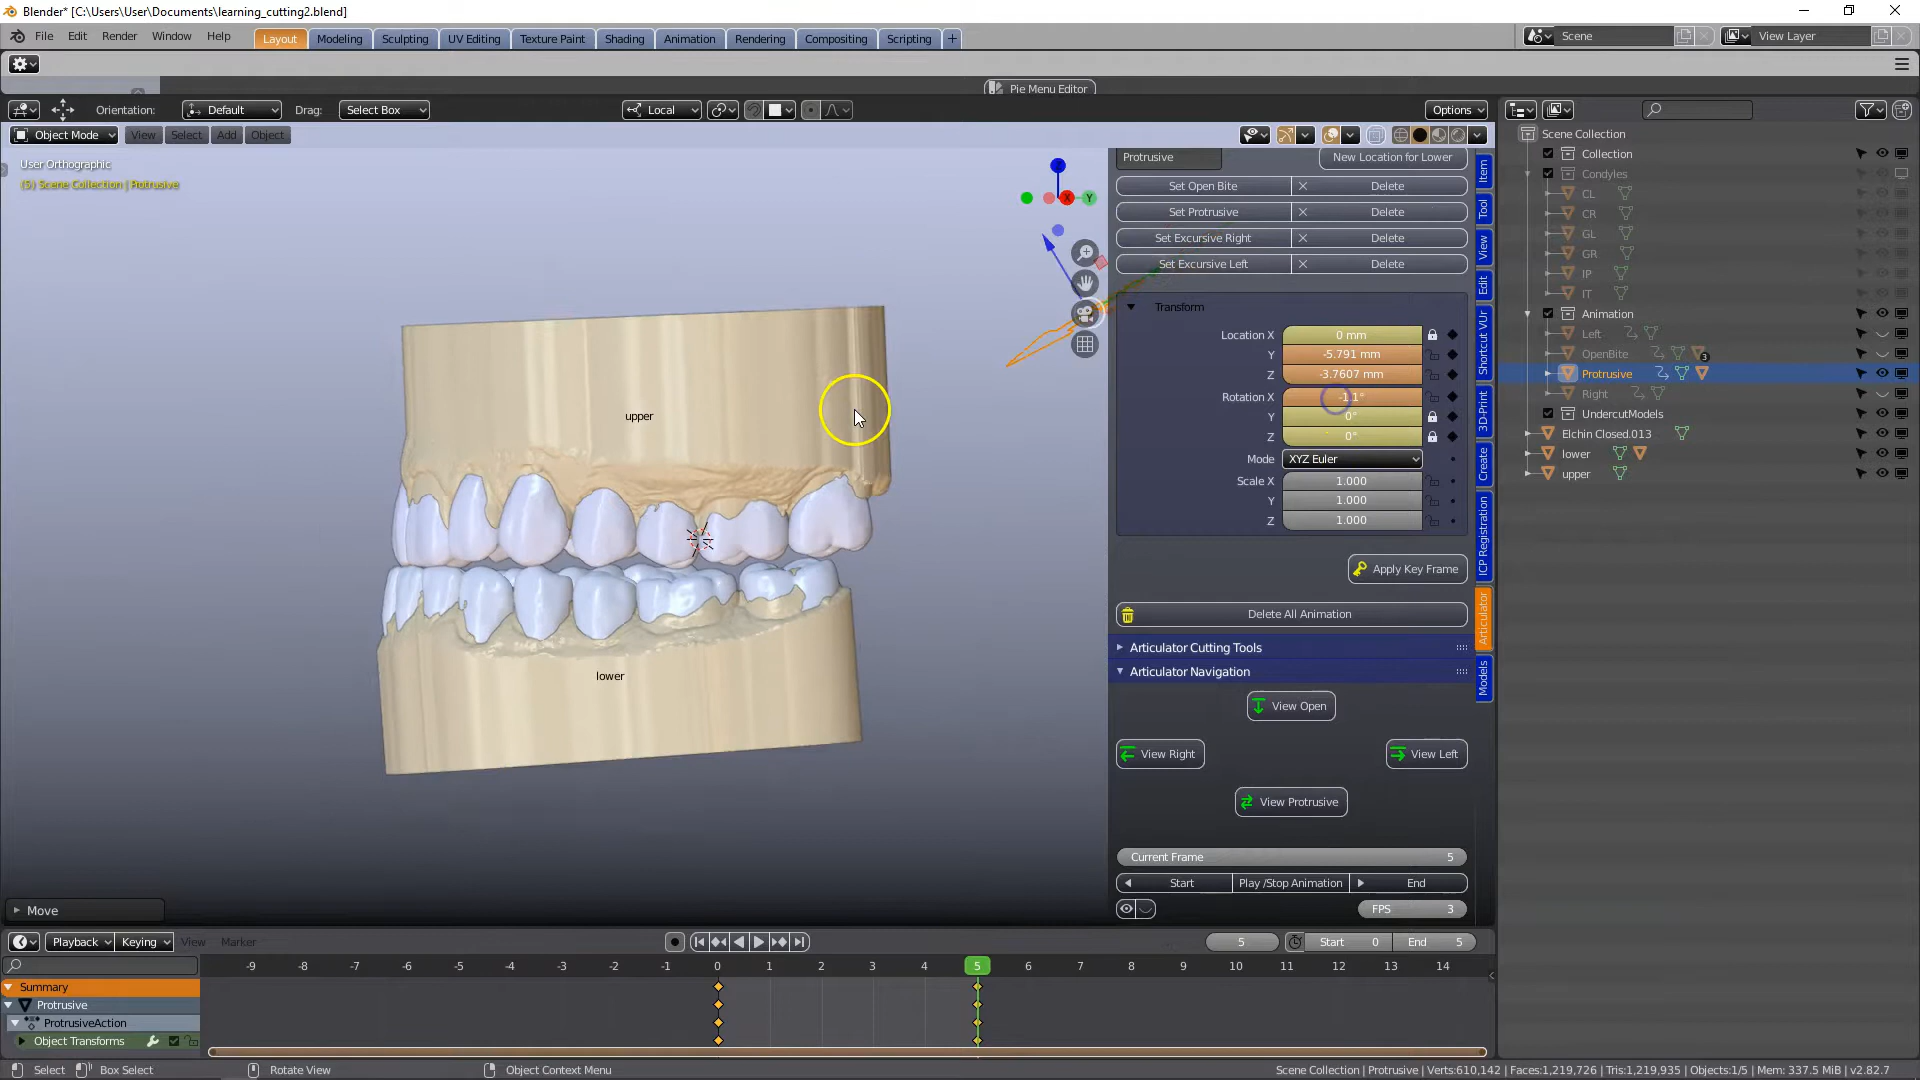 Blender* [C:\Users\User\Documents\learning_cutting2.blend]
File Edit Render Window Help Layout Modeling Sculpting UV Editing Texture Paint Shading Animation Rendering Compositing Scripting + Scene View Layer
Pie Menu Editor
Orientation: Default Drag: Select Box Local Options
Object Mode View Select Add Object
User Orthographic
(5) Scene Collection | Protrusive
Z
X
Y
upper
lower
Move
Protrusive New Location for Lower
Set Open Bite Delete
Set Protrusive Delete
Set Excursive Right Delete
Set Excursive Left Delete
Transform
Location X 0 mm
Y -5.791 mm
Z -3.7607 mm
Rotation X -1.1°
Y 0°
Z 0°
Mode XYZ Euler
Scale X 1.000
Y 1.000
Z 1.000
Apply Key Frame
Delete All Animation
Articulator Cutting Tools
Articulator Navigation
View Open
View Right View Left
View Protrusive
Current Frame 5
Start Play /Stop Animation End
FPS 3
Item
Tool
View
Edit
Shortcut VUr
3D-Print
Create
ICP Registration
Articulator
Models
Scene Collection
Collection
Condyles
CL
CR
GL
GR
IP
IT
Animation
Left
OpenBite 3
Protrusive
Right
UndercutModels
Elchin Closed.013
lower
upper
Playback Keying View Marker 5 Start 0 End 5
-9 -8 -7 -6 -5 -4 -3 -2 -1 0 1 2 3 4 5 6 7 8 9 10 11 12 13 14
Summary
Protrusive
ProtrusiveAction
Object Transforms
Select Box Select Rotate View Object Context Menu Scene Collection | Protrusive | Verts:610,142 | Faces:1,219,726 | Tris:1,219,935 | Objects:1/5 | Mem: 337.5 MiB | v2.82.7